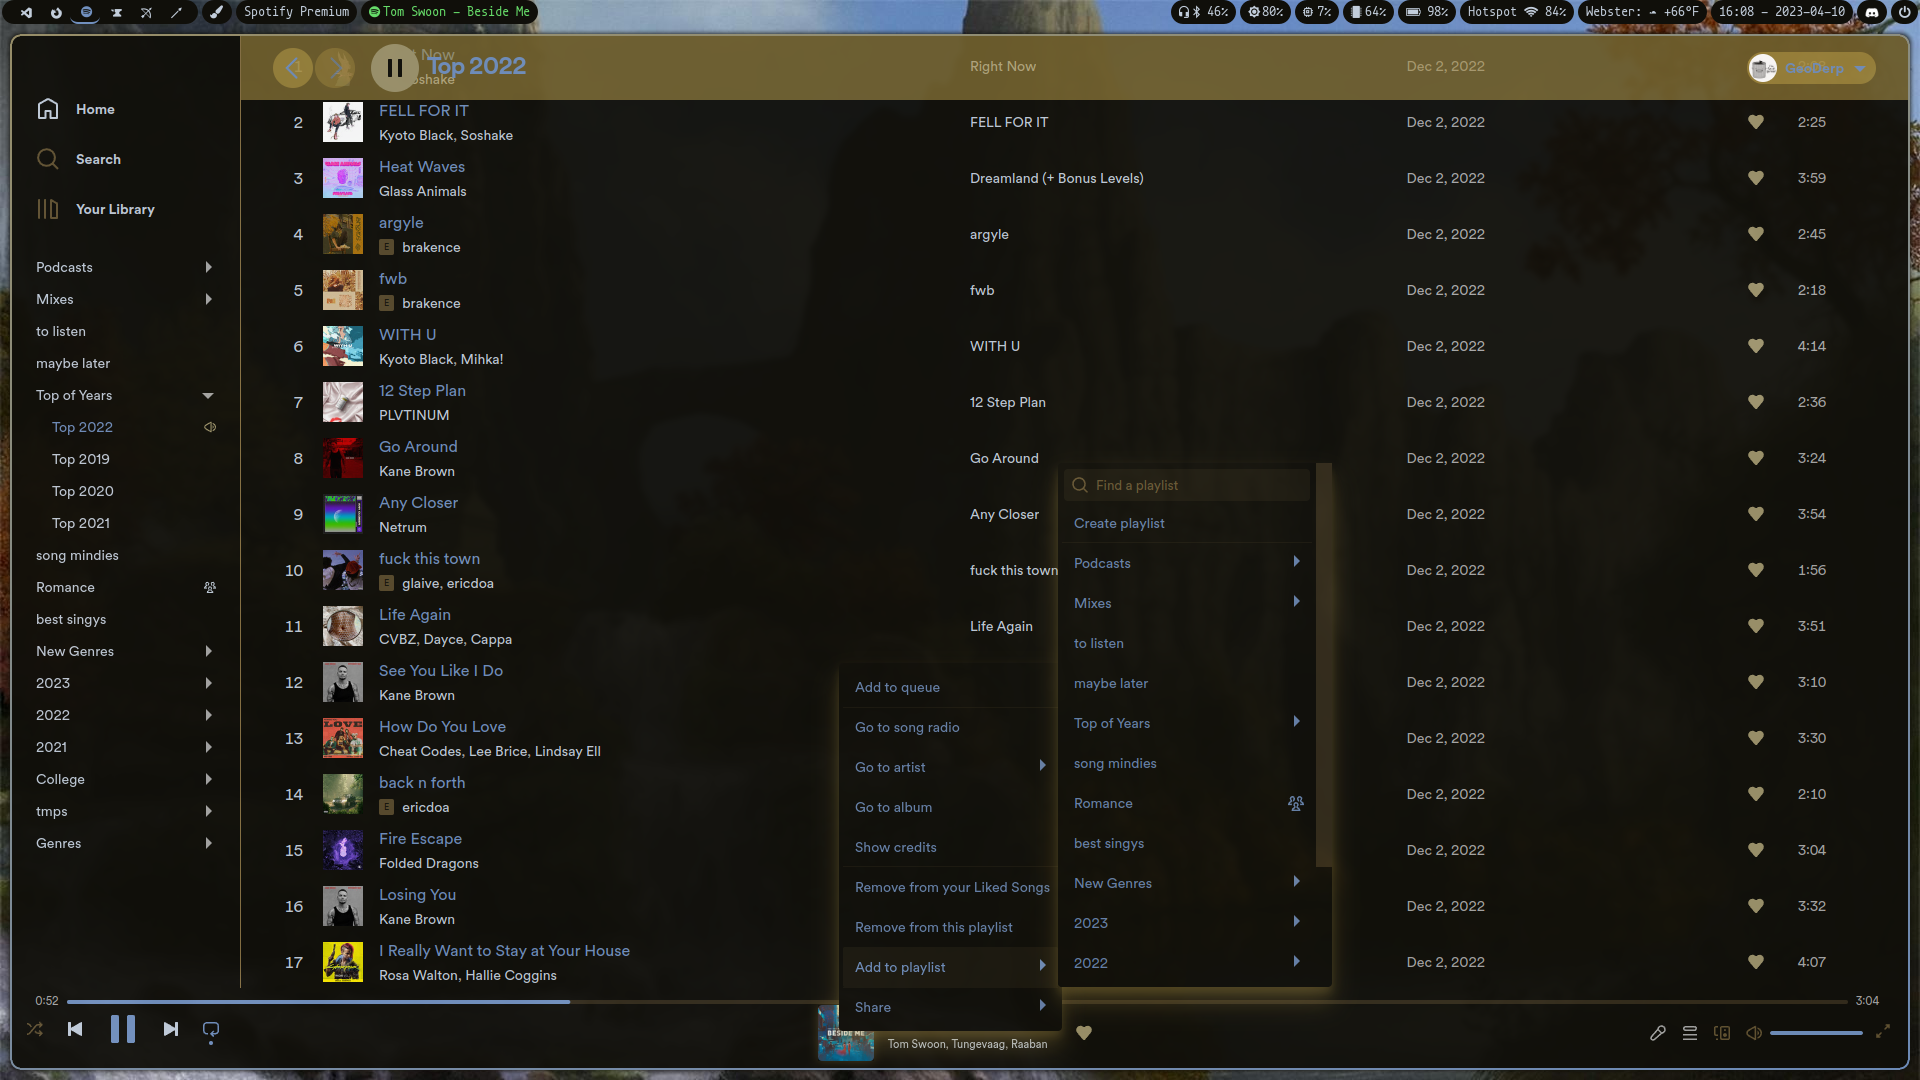 Spotify Premium
Tom Swoon – Beside Me
46%
80%
7%
64%
98%
Hotspot 84%
Webster: +66°F
16:08 – 2023-04-10
Home
Search
Your Library
Podcasts
Mixes
to listen
maybe later
Top of Years
Top 2022
Top 2019
Top 2020
Top 2021
song mindies
Romance
best singys
New Genres
2023
2022
2021
College
tmps
Genres
Top 2022
Right Now
Dec 2, 2022
2
FELL FOR IT
Kyoto Black, Soshake
FELL FOR IT
Dec 2, 2022
2:25
3
Heat Waves
Glass Animals
Dreamland (+ Bonus Levels)
Dec 2, 2022
3:59
4
argyle
E brakence
argyle
Dec 2, 2022
2:45
5
fwb
E brakence
fwb
Dec 2, 2022
2:18
6
WITH U
Kyoto Black, Mihka!
WITH U
Dec 2, 2022
4:14
7
12 Step Plan
PLVTINUM
12 Step Plan
Dec 2, 2022
2:36
8
Go Around
Kane Brown
Go Around
Dec 2, 2022
3:24
9
Any Closer
Netrum
Any Closer
Dec 2, 2022
3:54
10
fuck this town
E glaive, ericdoa
fuck this town
Dec 2, 2022
1:56
11
Life Again
CVBZ, Dayce, Cappa
Life Again
Dec 2, 2022
3:51
12
See You Like I Do
Kane Brown
Dec 2, 2022
3:10
13
How Do You Love
Cheat Codes, Lee Brice, Lindsay Ell
Dec 2, 2022
3:30
14
back n forth
E ericdoa
Dec 2, 2022
2:10
15
Fire Escape
Folded Dragons
Dec 2, 2022
3:04
16
Losing You
Kane Brown
Dec 2, 2022
3:32
17
I Really Want to Stay at Your House
Rosa Walton, Hallie Coggins
Dec 2, 2022
4:07
Add to queue
Go to song radio
Go to artist
Go to album
Show credits
Remove from your Liked Songs
Remove from this playlist
Add to playlist
Share
Find a playlist
Create playlist
Podcasts
Mixes
to listen
maybe later
Top of Years
song mindies
Romance
best singys
New Genres
2023
2022
0:52
3:04
BESIDE ME
Tom Swoon, Tungevaag, Raaban